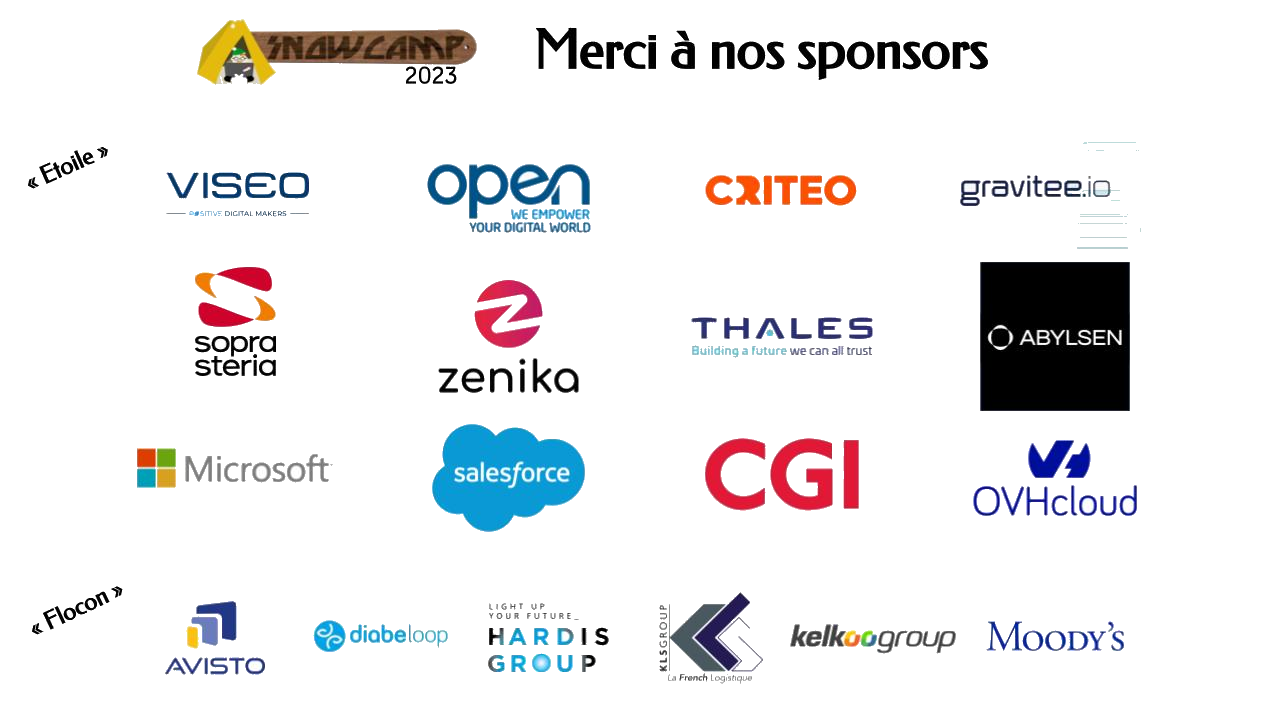 SNOWCAMP
2023
Merci à nos sponsors
« Etoile »
VISEO
POSITIVE DIGITAL MAKERS
open
WE EMPOWER
YOUR DIGITAL WORLD
CRITEO
gravitee.io
sopra
steria
zenika
THALES
Building a future we can all trust
ABYLSEN
Microsoft
salesforce
CGI
OVHcloud
« Flocon »
AVISTO
diabeloop
LIGHT UP
YOUR FUTURE_
HARDIS
GROUP
KLSGROUP
La French Logistique
kelkoogroup
MOODY'S